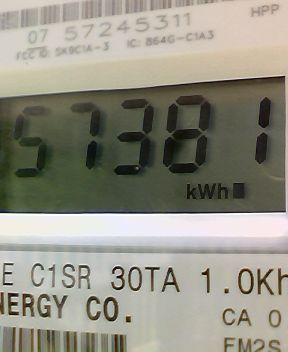 HPP
07 57245311
FCC ID: SK9C1A-3 IC: 864G-C1A3
57381
kWh
E C1SR 30TA 1.0Kh
NERGY CO.
CA 0
EM2S